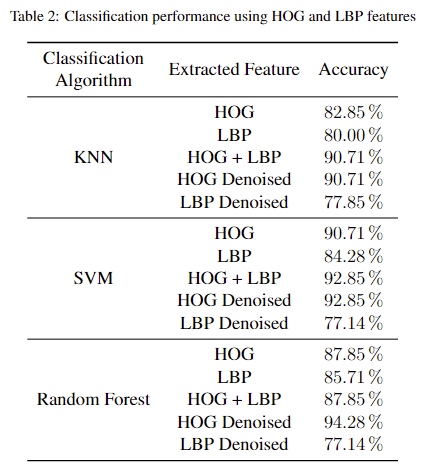 Table 2: Classification performance using HOG and LBP features
Classification Algorithm Extracted Feature Accuracy
KNN
HOG 82.85 %
LBP 80.00 %
HOG + LBP 90.71 %
HOG Denoised 90.71 %
LBP Denoised 77.85 %
SVM
HOG 90.71 %
LBP 84.28 %
HOG + LBP 92.85 %
HOG Denoised 92.85 %
LBP Denoised 77.14 %
Random Forest
HOG 87.85 %
LBP 85.71 %
HOG + LBP 87.85 %
HOG Denoised 94.28 %
LBP Denoised 77.14 %